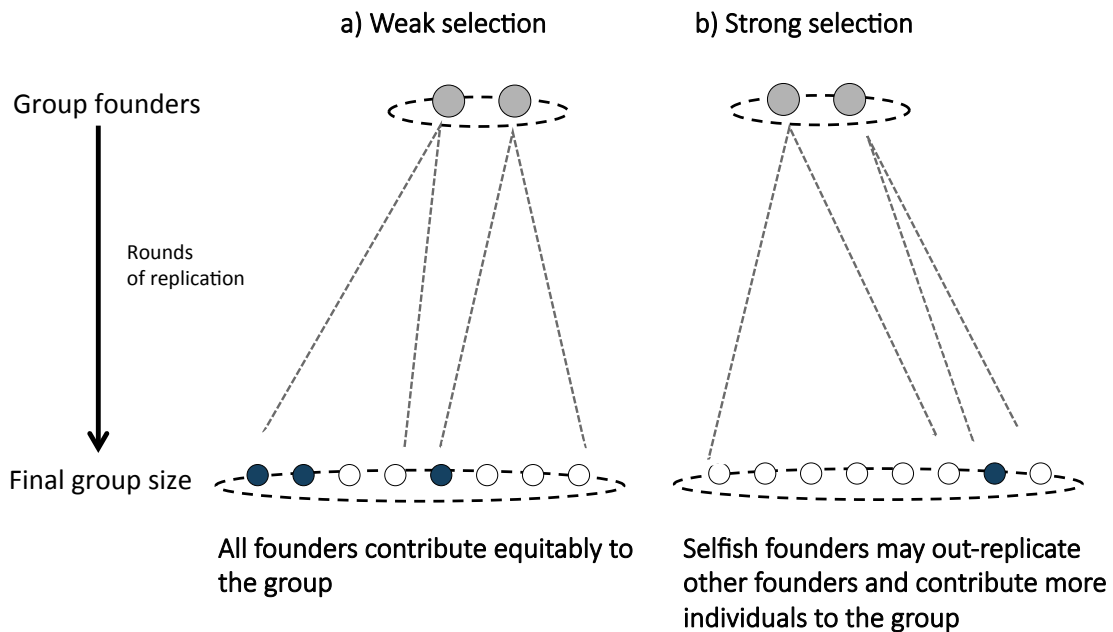 a) Weak selection
b) Strong selection
Group founders
Rounds
of replication
Final group size
All founders contribute equitably to
the group
Selfish founders may out-replicate
other founders and contribute more
individuals to the group